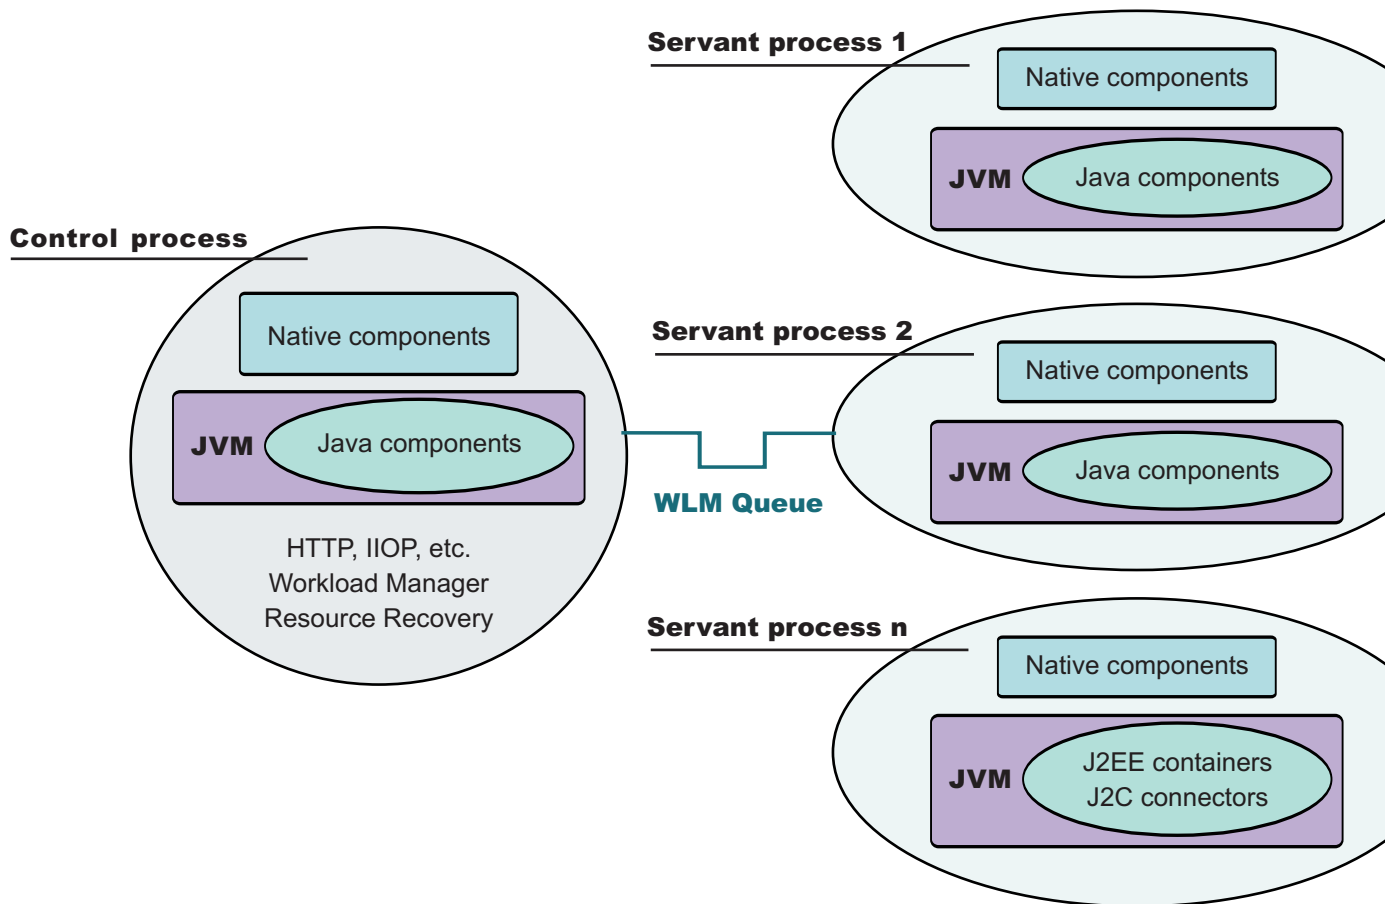 Control process
Native components
JVM
Java components
HTTP, IIOP, etc.
Workload Manager
Resource Recovery
WLM Queue
Servant process 1
Native components
JVM
Java components
Servant process 2
Native components
JVM
Java components
Servant process n
Native components
JVM
J2EE containers
J2C connectors